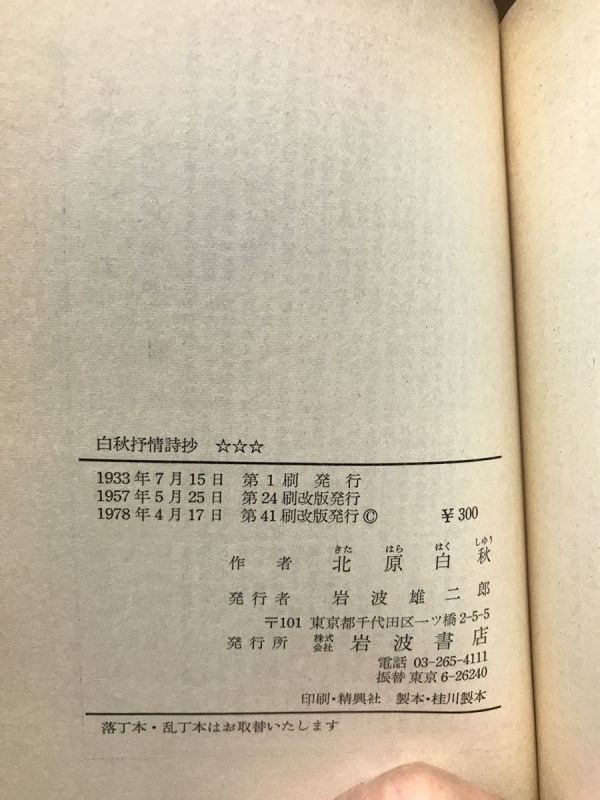 白秋抒情詩抄 ☆☆☆
1933年7月15日 第1刷発行
1957年5月25日 第24刷改版発行
1978年4月17日 第41刷改版発行© ¥300
きた はら はく しゅう
作者 北原白秋
発行者 岩波雄二郎
〒101 東京都千代田区一ツ橋2-5-5
発行所 株式会社 岩波書店
電話 03-265-4111
振替 東京 6-26240
印刷・精興社 製本・桂川製本
落丁本・乱丁本はお取替いたします